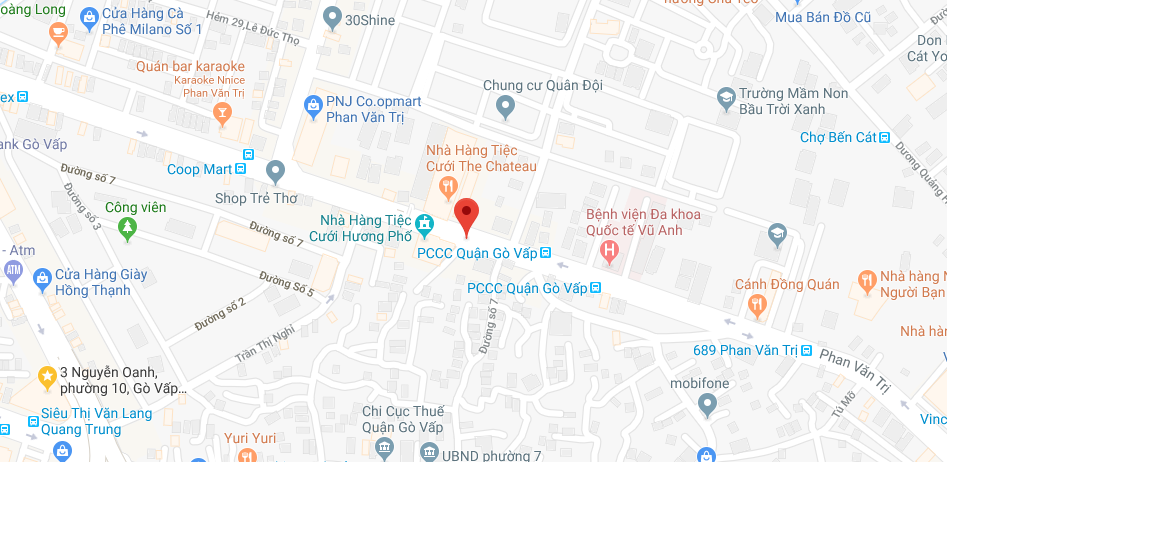 oàng Long
Cửa Hàng Cà
Phê Milano Số 1
Hẻm 29, Lê Đức Thọ
30Shine
Mua Bán Đồ Cũ
Don
Cát Yo
Quán bar karaoke
Karaoke Nnice
Phan Văn Trị
ex
PNJ Co.opmart
Phan Văn Trị
Chung cư Quân Đội
Trường Mầm Non
Bầu Trời Xanh
Chợ Bến Cát
ank Gò Vấp
Coop Mart
Đường số 7
Nhà Hàng Tiệc
Cưới The Chateau
Shop Trẻ Thơ
Đường số 3
Công viên
Nhà Hàng Tiệc
Cưới Hương Phố
Bệnh viện Đa khoa
Quốc tế Vũ Anh
Đường số 7
PCCC Quận Gò Vấp
- Atm
ATM
Cửa Hàng Giày
Hồng Thạnh
Đường Số 5
PCCC Quận Gò Vấp
Cánh Đồng Quán
Nhà hàng N
Người Bạn
Đường số 2
Đường số 7
Trần Thị Nghỉ
Nhà hàn
689 Phan Văn Trị
Phan Văn Trị
3 Nguyễn Oanh,
phường 10, Gò Vấp...
mobifone
Tú Mỡ
Siêu Thị Văn Lang
Quang Trung
Chi Cục Thuế
Quận Gò Vấp
Vinc
Yuri Yuri
UBND phường 7